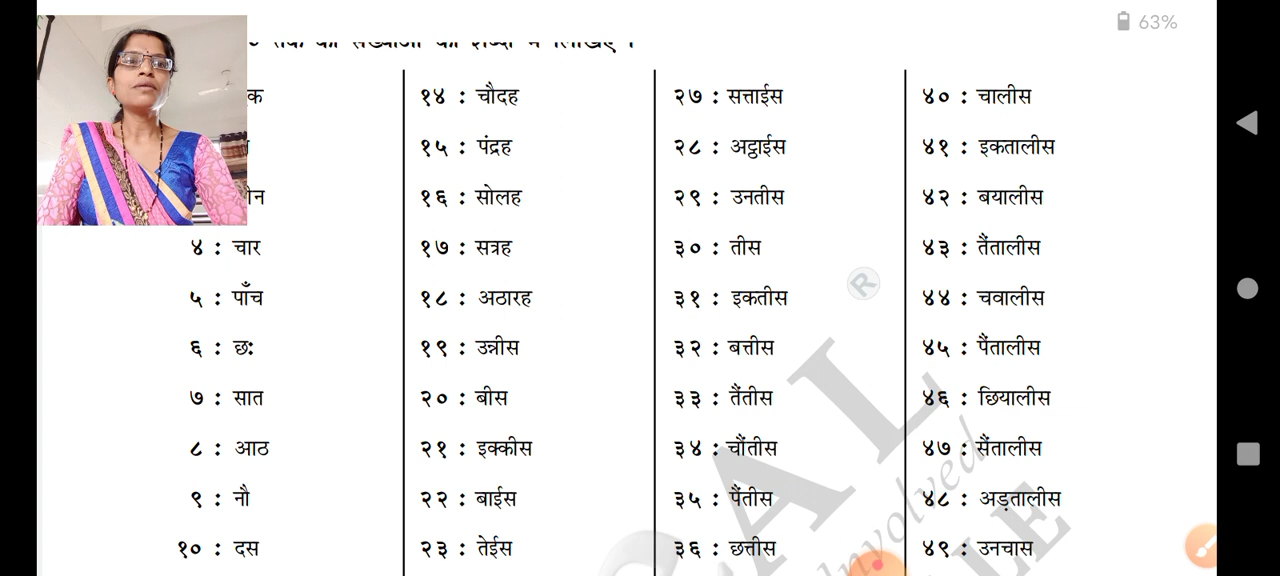 63%
४ : चार
५ : पाँच
६ : छः
७ : सात
८ : आठ
९ : नौ
१० : दस
१४ : चौदह
१५ : पंद्रह
१६ : सोलह
१७ : सत्रह
१८ : अठारह
१९ : उन्नीस
२० : बीस
२१ : इक्कीस
२२ : बाईस
२३ : तेईस
२७ : सत्ताईस
२८ : अट्ठाईस
२९ : उनतीस
३० : तीस
३१ : इकतीस
३२ : बत्तीस
३३ : तैंतीस
३४ : चौंतीस
३५ : पैंतीस
३६ : छत्तीस
४० : चालीस
४१ : इकतालीस
४२ : बयालीस
४३ : तैंतालीस
४४ : चवालीस
४५ : पैंतालीस
४६ : छियालीस
४७ : सैंतालीस
४८ : अड़तालीस
४९ : उनचास
R